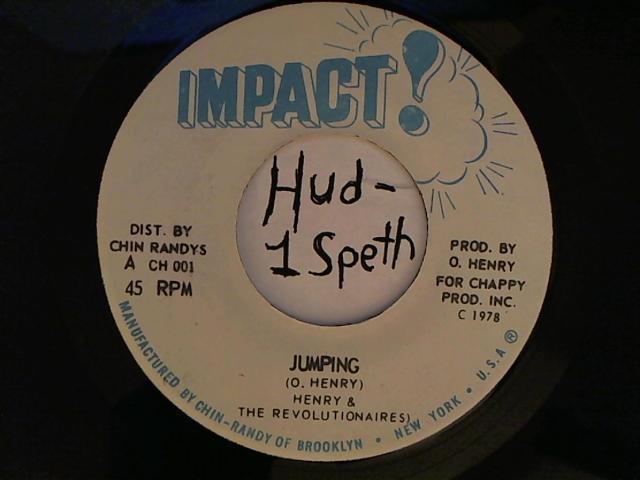 IMPACT!
Hud-
1 Speth
DIST. BY
CHIN RANDYS
A CH 001
45 RPM
PROD. BY
O. HENRY
FOR CHAPPY
PROD. INC.
C 1978
JUMPING
(O. HENRY)
HENRY &
THE REVOLUTIONAIRES)
MANUFACTURED BY CHIN-RANDY OF BROOKLYN • NEW YORK • U.S.A ®